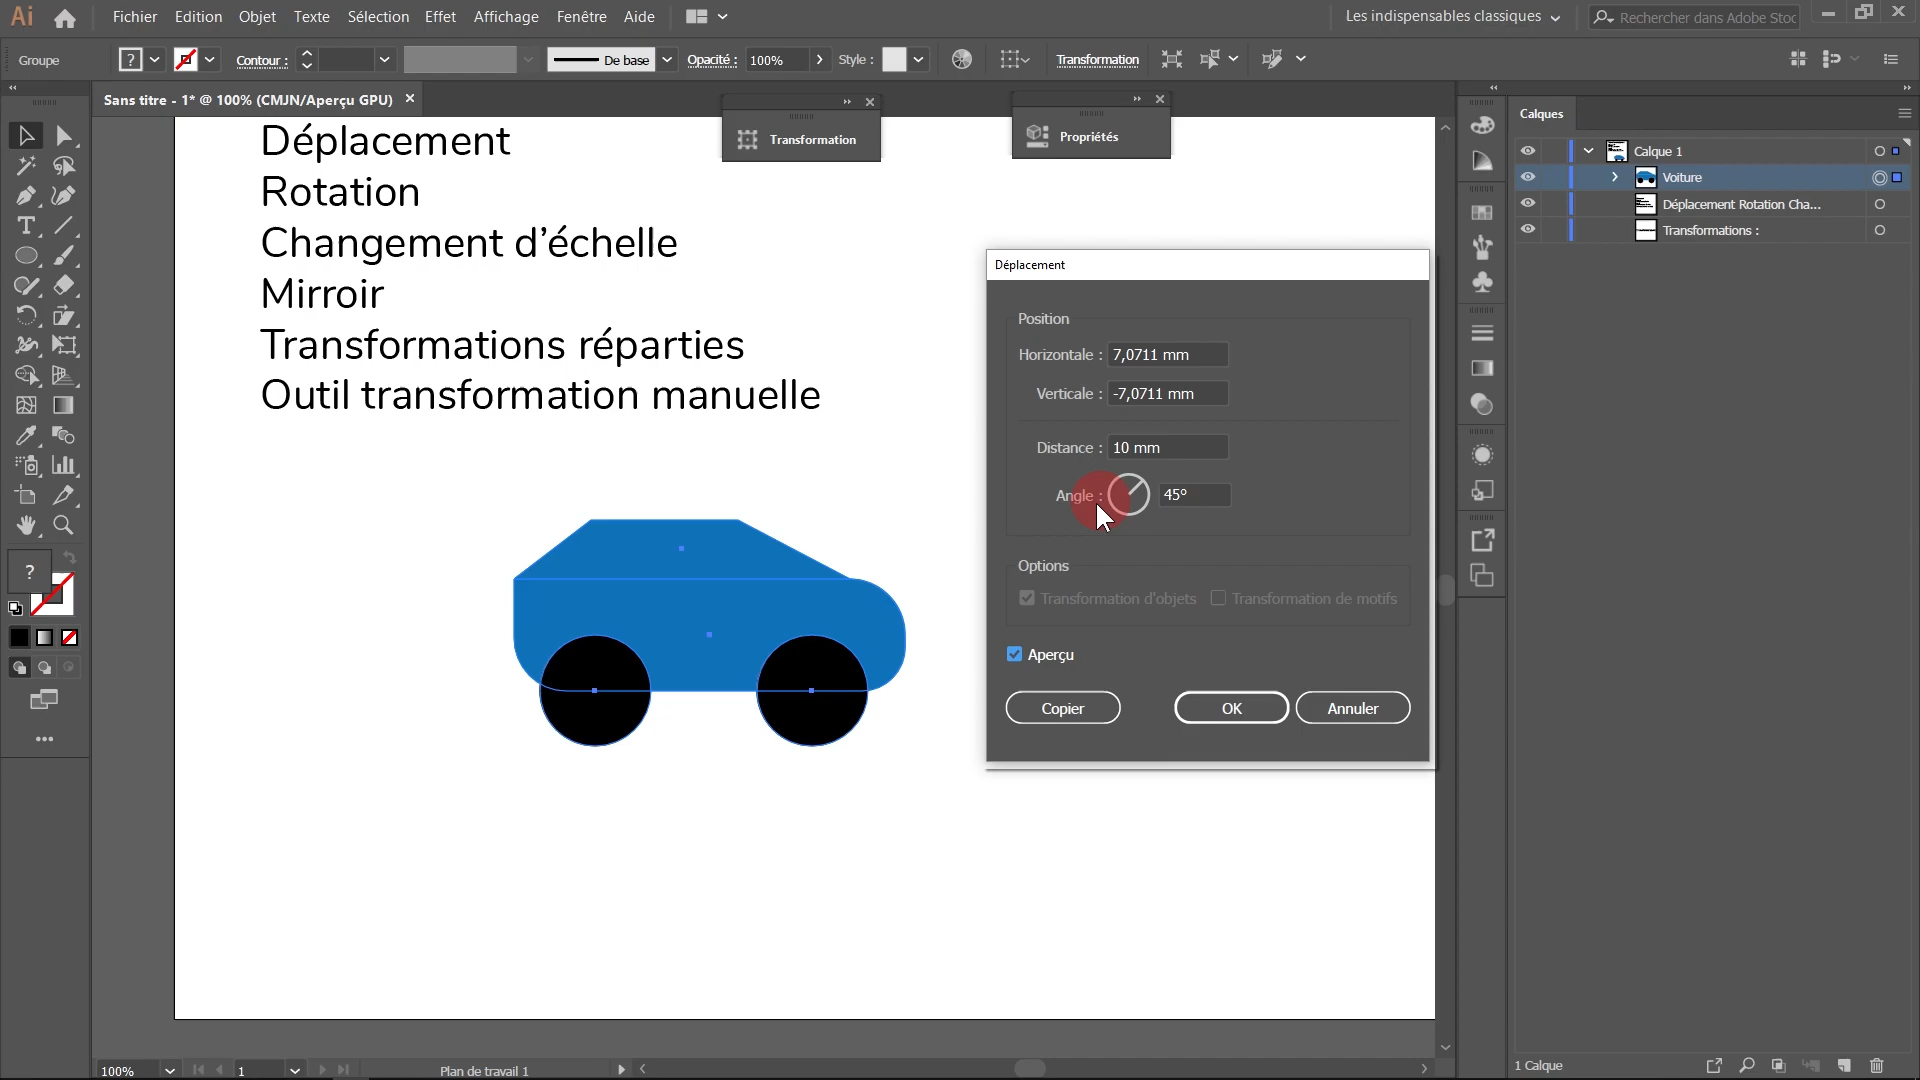 Ai Fichier Edition Objet Texte Sélection Effet Affichage Fenêtre Aide Les indispensables classiques Rechercher dans Adobe Stoc
Groupe ? Contour : De base Opacité : 100% Style : Transformation
Sans titre - 1* @ 100% (CMJN/Aperçu GPU)
Transformation
Propriétés
Déplacement
Rotation
Changement d’échelle
Mirroir
Transformations réparties
Outil transformation manuelle
Déplacement
Position
Horizontale : 7,0711 mm
Verticale : -7,0711 mm
Distance : 10 mm
Angle : 45°
Options
Transformation d'objets Transformation de motifs
Aperçu
Copier OK Annuler
Calques
Calque 1
Voiture
Déplacement Rotation Cha...
Transformations :
T
?
100% 1 Plan de travail 1
1 Calque